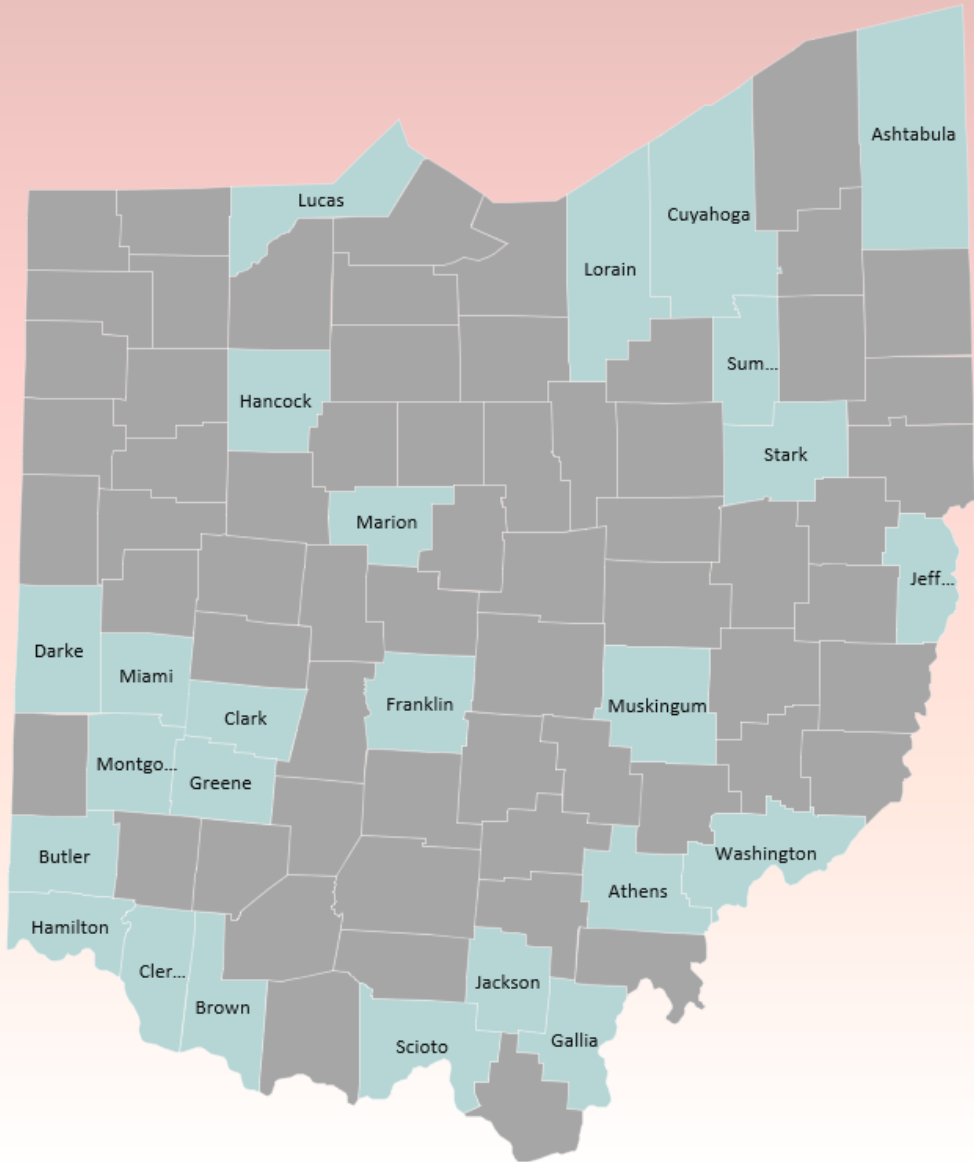 Ashtabula
Lucas
Cuyahoga
Lorain
Sum...
Hancock
Stark
Marion
Jeff...
Darke
Miami
Franklin
Muskingum
Clark
Montgo...
Greene
Butler
Washington
Athens
Hamilton
Cler...
Jackson
Brown
Gallia
Scioto